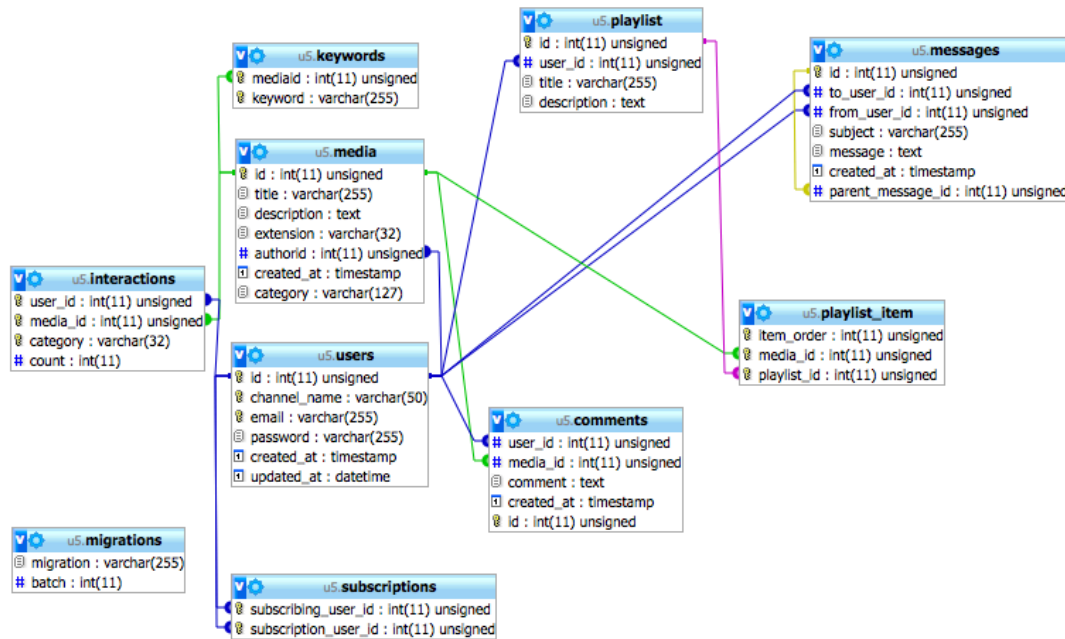 u5.keywords
mediaid : int(11) unsigned
keyword : varchar(255)
u5.playlist
id : int(11) unsigned
# user_id : int(11) unsigned
title : varchar(255)
description : text
u5.messages
id : int(11) unsigned
# to_user_id : int(11) unsigned
# from_user_id : int(11) unsigned
subject : varchar(255)
message : text
created_at : timestamp
# parent_message_id : int(11) unsigned
u5.media
id : int(11) unsigned
title : varchar(255)
description : text
extension : varchar(32)
# authorid : int(11) unsigned
created_at : timestamp
category : varchar(127)
u5.interactions
user_id : int(11) unsigned
media_id : int(11) unsigned
category : varchar(32)
# count : int(11)
u5.playlist_item
item_order : int(11) unsigned
media_id : int(11) unsigned
playlist_id : int(11) unsigned
u5.users
id : int(11) unsigned
channel_name : varchar(50)
email : varchar(255)
password : varchar(255)
created_at : timestamp
updated_at : datetime
u5.comments
# user_id : int(11) unsigned
# media_id : int(11) unsigned
comment : text
created_at : timestamp
id : int(11) unsigned
u5.migrations
migration : varchar(255)
# batch : int(11)
u5.subscriptions
subscribing_user_id : int(11) unsigned
subscription_user_id : int(11) unsigned